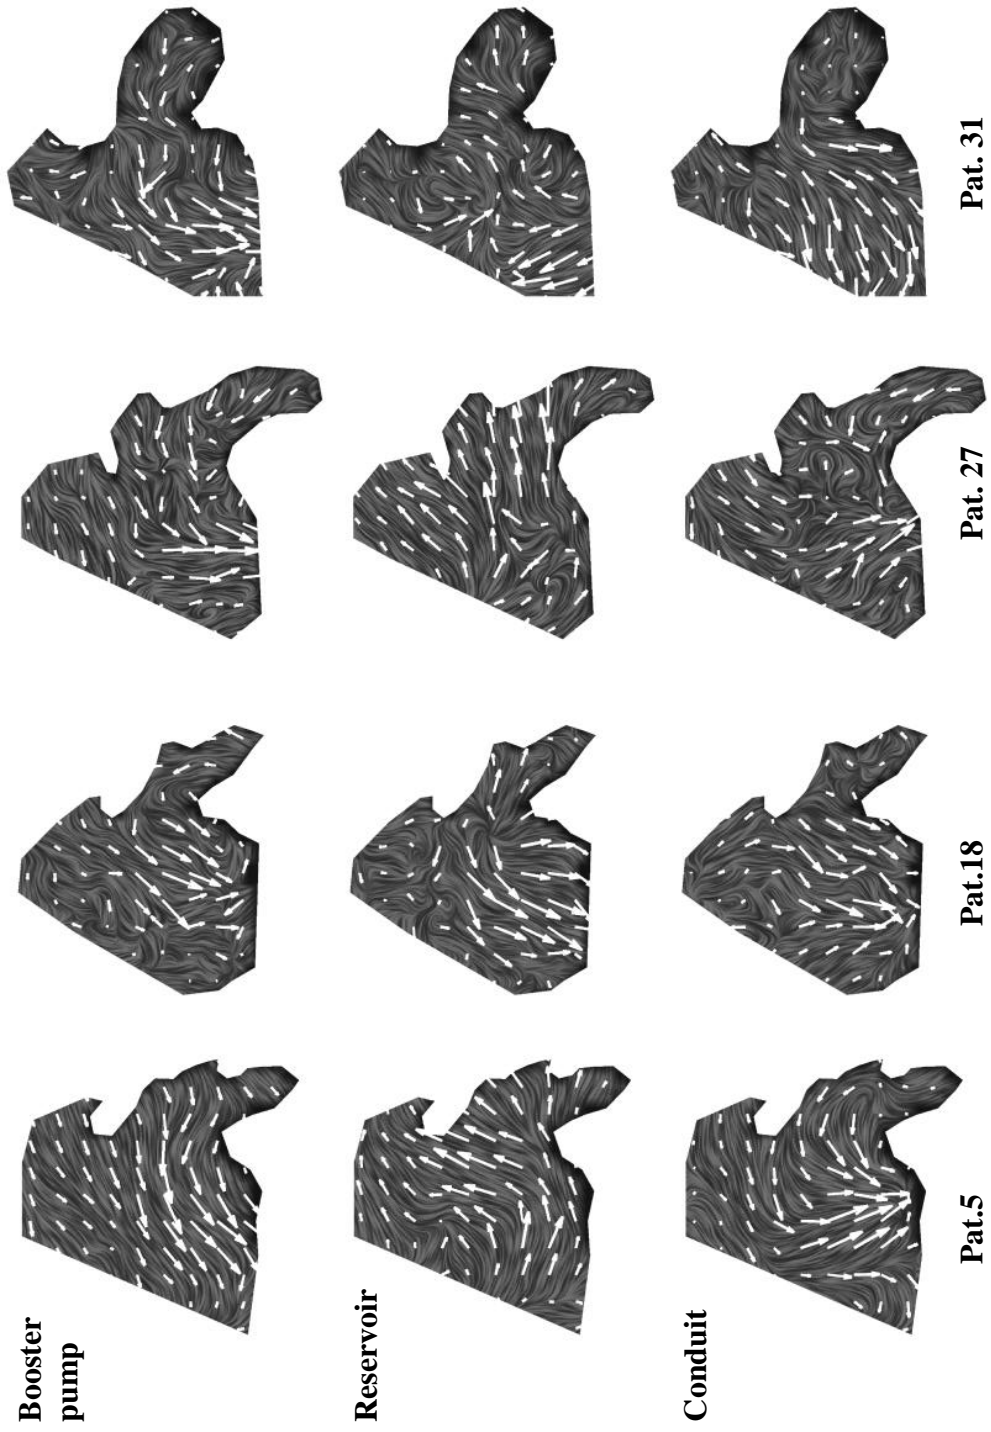 Booster
pump
Reservoir
Conduit
Pat.5
Pat.18
Pat. 27
Pat. 31